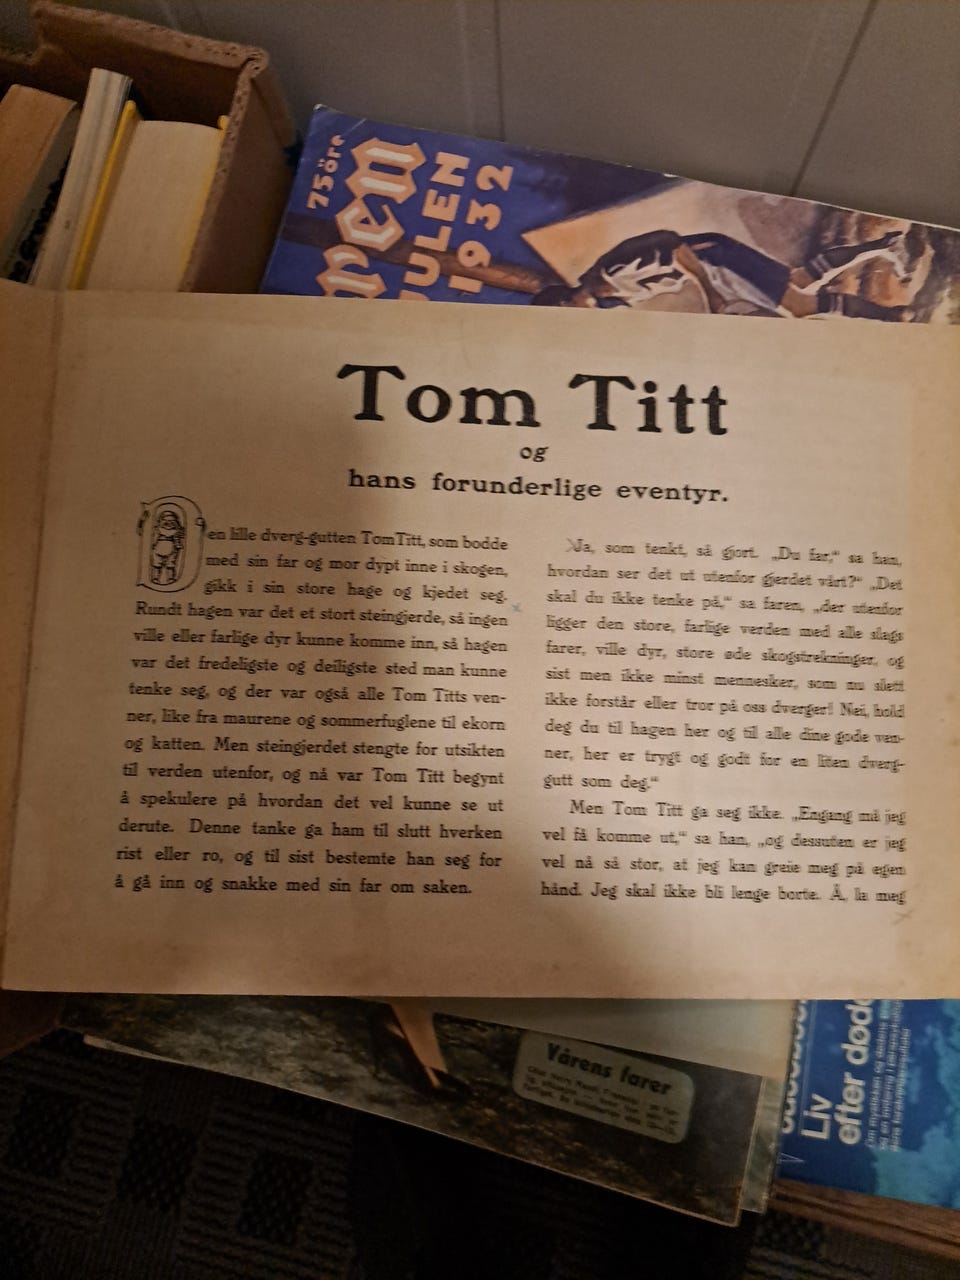 75 öre
JULEN
1932
Tom Titt
og
hans forunderlige eventyr.
Den lille dverg-gutten Tom Titt, som bodde
med sin far og mor dypt inne i skogen,
gikk i sin store hage og kjedet seg.
Rundt hagen var det et stort steingjerde, så ingen
ville eller farlige dyr kunne komme inn, så hagen
var det fredeligste og deiligste sted man kunne
tenke seg, og der var også alle Tom Titts ven-
ner, like fra maurene og sommerfuglene til ekorn
og katten. Men steingjerdet stengte for utsikten
til verden utenfor, og nå var Tom Titt begynt
å spekulere på hvordan det vel kunne se ut
derute. Denne tanke ga ham til slutt hverken
rist eller ro, og til sist bestemte han seg for
å gå inn og snakke med sin far om saken.
Ja, som tenkt, så gjort. „Du far,“ sa han,
hvordan ser det ut utenfor gjerdet vårt?“ „Det
skal du ikke tenke på,“ sa faren, „der utenfor
ligger den store, farlige verden med alle slags
farer, ville dyr, store øde skogstrekninger, og
sist men ikke minst mennesker, som nu slett
ikke forstår eller tror på oss dverger! Nei, hold
deg du til hagen her og til alle dine gode ven-
ner, her er trygt og godt for en liten dverg-
gutt som deg.“
Men Tom Titt ga seg ikke. „Engang må jeg
vel få komme ut,“ sa han, „og dessuten er jeg
vel nå så stor, at jeg kan greie meg på egen
hånd. Jeg skal ikke bli lenge borte. Å, la meg
Vårens farer
Liv
efter døde